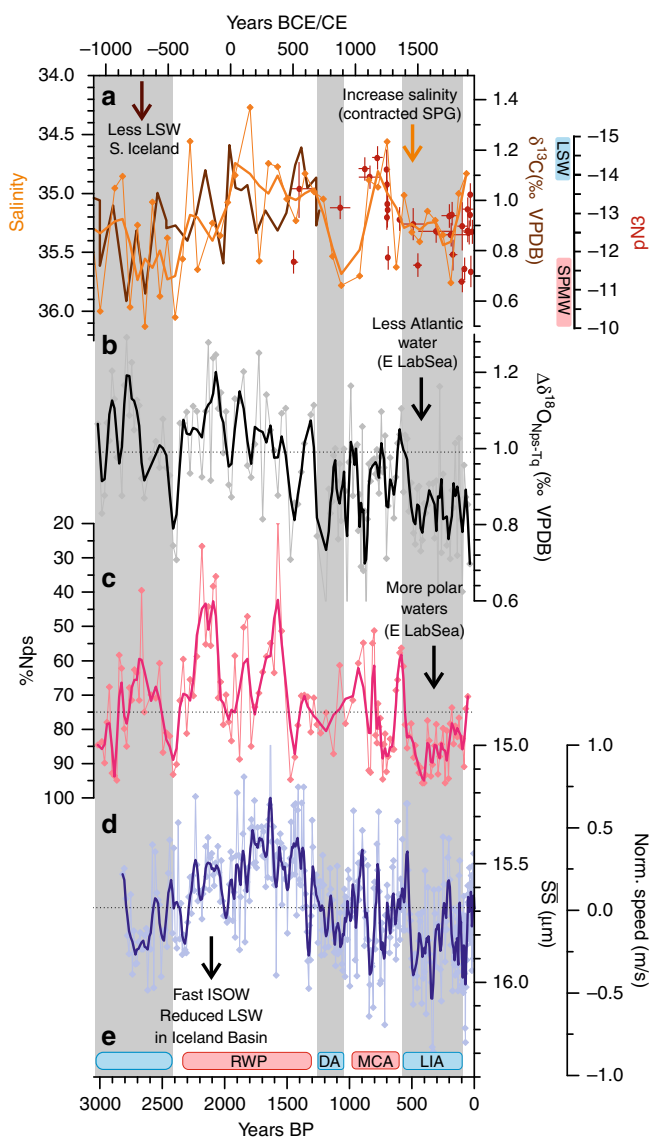 Years BCE/CE
−1000 −500 0 500 1000 1500
a
34.0
34.5
35.0
35.5
36.0
Salinity
Less LSW
S. Iceland
Increase salinity
(contracted SPG)
1.4
1.2
1.0
0.8
0.6
δ13C(‰ VPDB)
LSW
SPMW
−15
−14
−13
−12
−11
−10
εNd
b
Less Atlantic
water
(E LabSea)
1.2
1.0
0.8
0.6
Δδ18ONps-Tq (‰ VPDB)
c
20
30
40
50
60
70
80
90
100
%Nps
More polar
waters
(E LabSea)
d
15.0
15.5
16.0
SS (μm)
1.0
0.5
0.0
−0.5
−1.0
Norm. speed (m/s)
Fast ISOW
Reduced LSW
in Iceland Basin
e
RWP DA MCA LIA
3000 2500 2000 1500 1000 500 0
Years BP